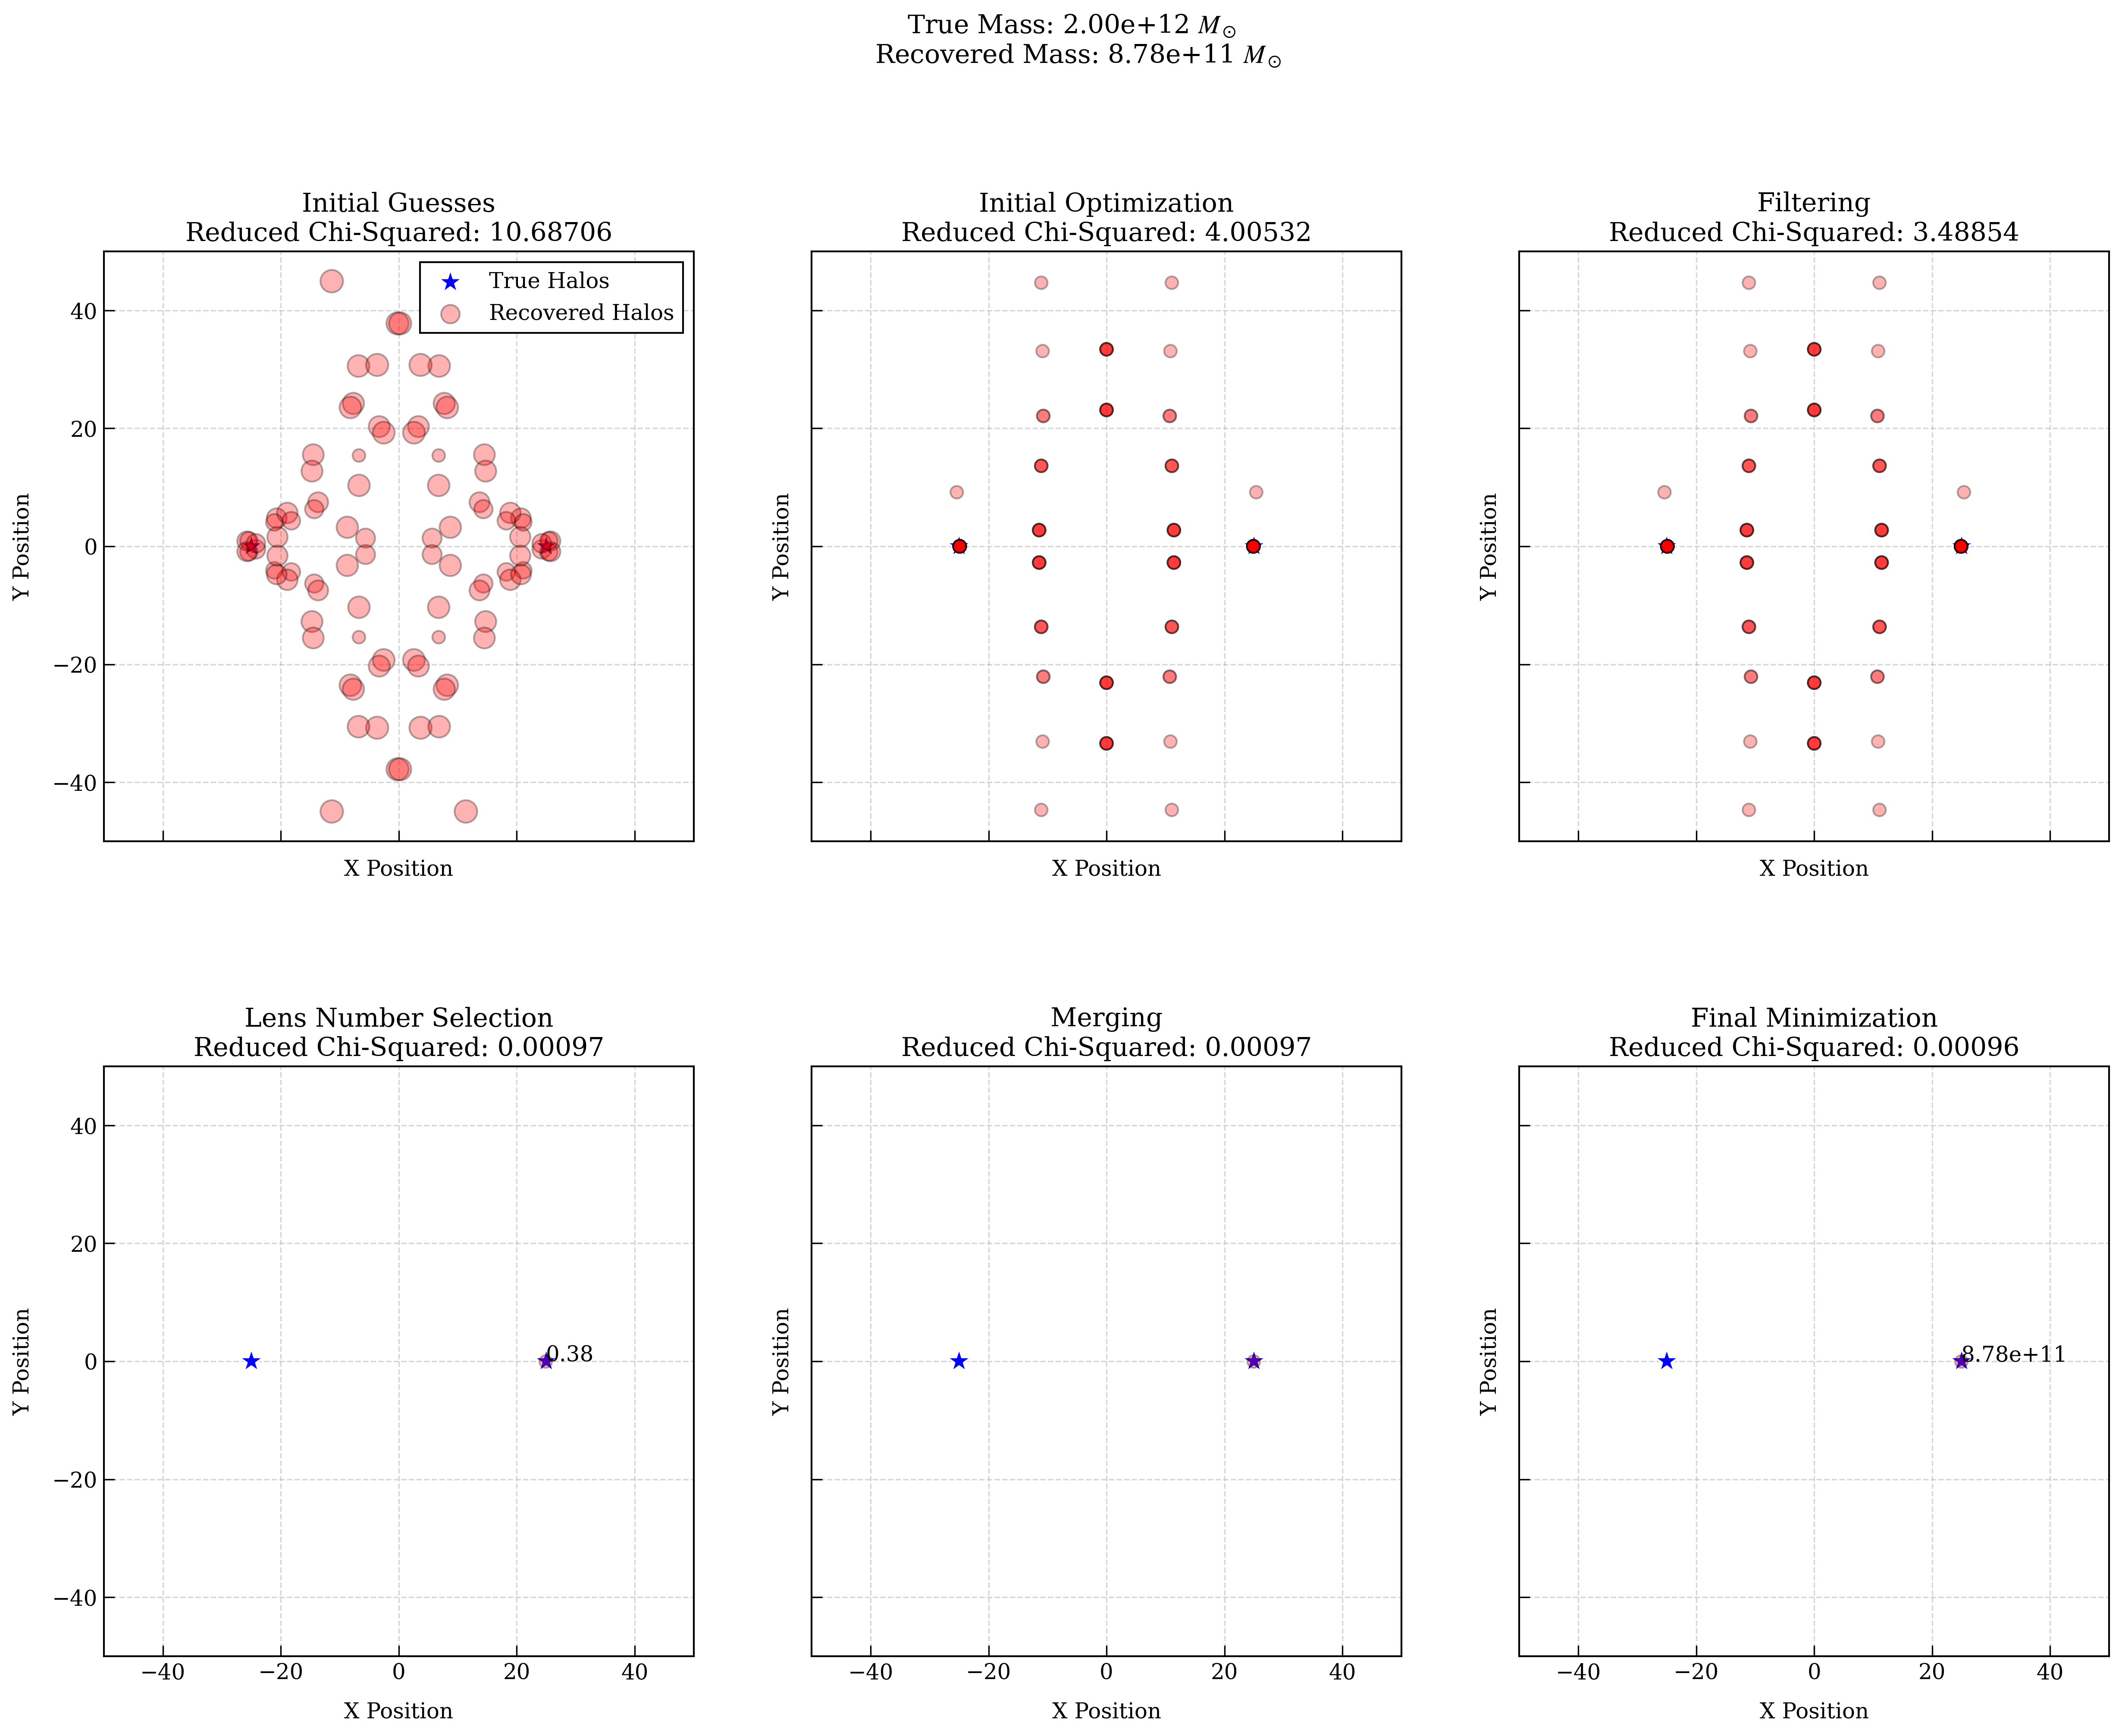 True Mass: 2.00e+12 M⊙
Recovered Mass: 8.78e+11 M⊙
Initial Guesses
Reduced Chi-Squared: 10.68706
Y Position
40
20
0
−20
−40
True Halos
Recovered Halos
X Position
Initial Optimization
Reduced Chi-Squared: 4.00532
Y Position
X Position
Filtering
Reduced Chi-Squared: 3.48854
Y Position
X Position
Lens Number Selection
Reduced Chi-Squared: 0.00097
Y Position
40
20
0
−20
−40
0.38
−40 −20 0 20 40
X Position
Merging
Reduced Chi-Squared: 0.00097
Y Position
−40 −20 0 20 40
X Position
Final Minimization
Reduced Chi-Squared: 0.00096
Y Position
8.78e+11
−40 −20 0 20 40
X Position